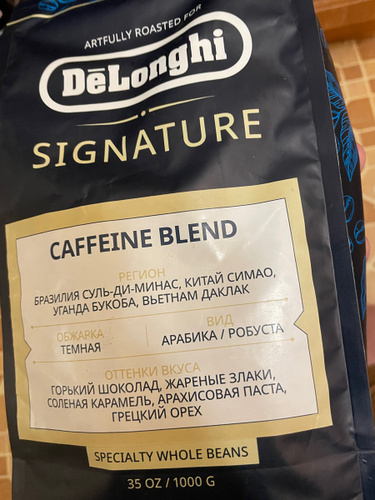 ARTFULLY ROASTED FOR
DeLonghi
SIGNATURE
CAFFEINE BLEND
РЕГИОН
БРАЗИЛИЯ СУЛЬ-ДИ-МИНАС, КИТАЙ СИМАО,
УГАНДА БУКОБА, ВЬЕТНАМ ДАКЛАК
ОБЖАРКА
ТЕМНАЯ
ВИД
АРАБИКА / РОБУСТА
ОТТЕНКИ ВКУСА
ГОРЬКИЙ ШОКОЛАД, ЖАРЕНЫЕ ЗЛАКИ,
СОЛЕНАЯ КАРАМЕЛЬ, АРАХИСОВАЯ ПАСТА,
ГРЕЦКИЙ ОРЕХ
SPECIALTY WHOLE BEANS
35 OZ / 1000 G